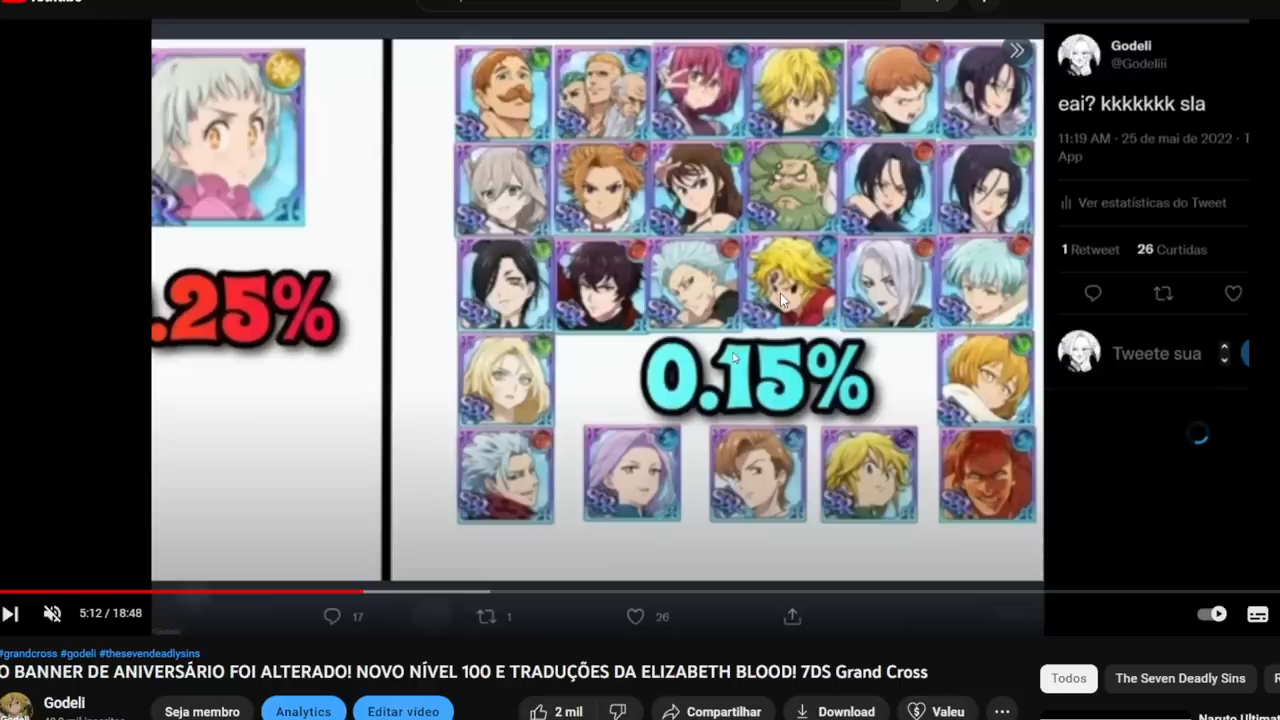 Godeli
@Godeliii
eai? kkkkkkk sla
11:19 AM · 25 de mai de 2022 · T
App
Ver estatísticas do Tweet
1 Retweet 26 Curtidas
Tweete sua
.25%
0.15%
17 1 26
5:12 / 18:48
#grandcross #godeli #thesevendeadlysins
O BANNER DE ANIVERSÁRIO FOI ALTERADO! NOVO NÍVEL 100 E TRADUÇÕES DA ELIZABETH BLOOD! 7DS Grand Cross
Godeli
Seja membro
Analytics
Editar vídeo
2 mil
Compartilhar
Download
Valeu
Todos
The Seven Deadly Sins